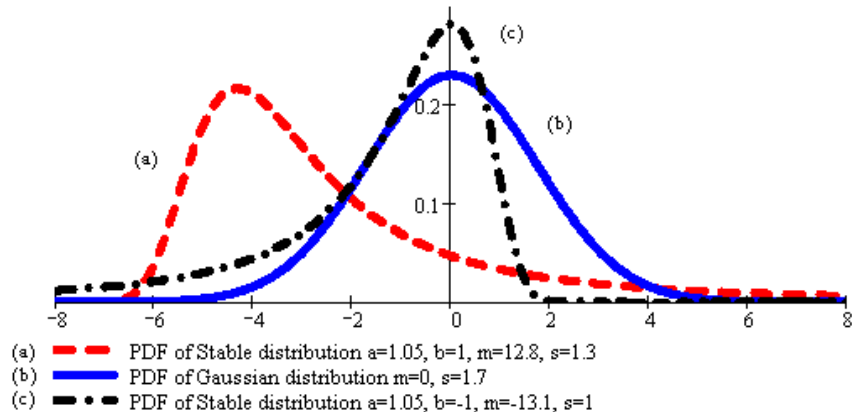 (c)
0.2
(b)
(a)
0.1
−8 −6 −4 −2 0 2 4 6 8
(a) PDF of Stable distribution a=1.05, b=1, m=12.8, s=1.3
(b) PDF of Gaussian distribution m=0, s=1.7
(c) PDF of Stable distribution a=1.05, b=-1, m=-13.1, s=1